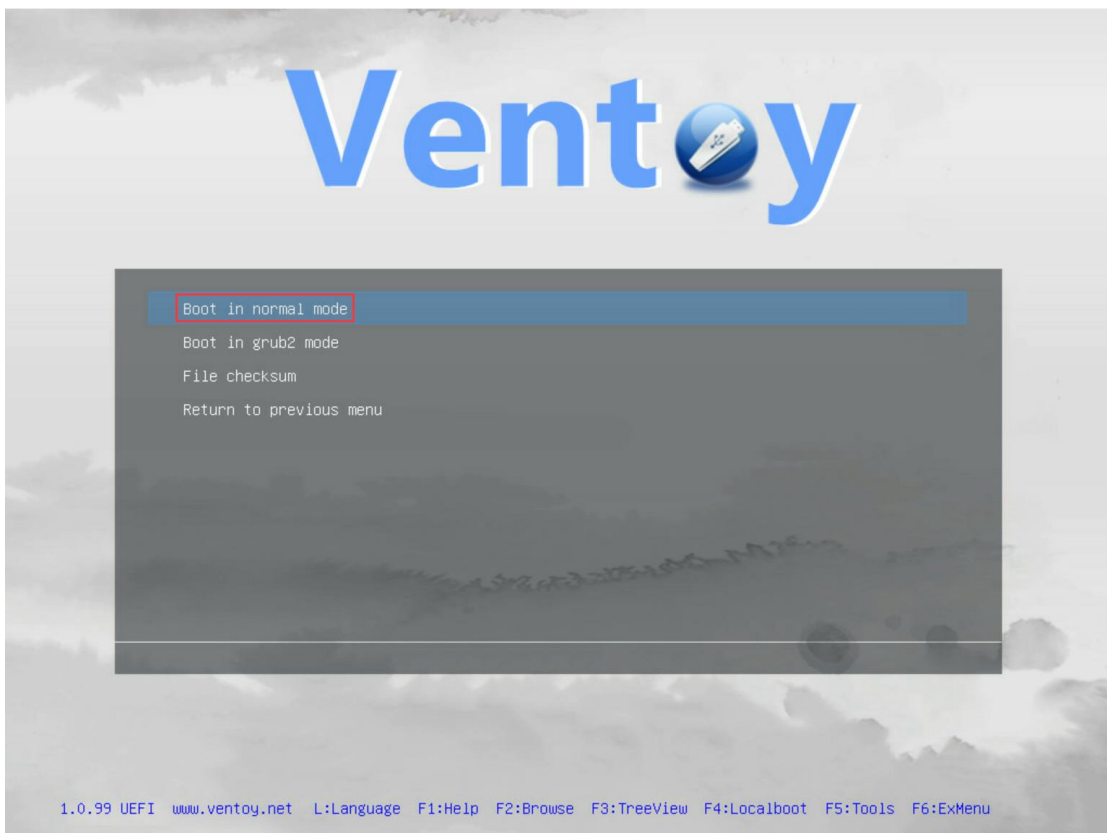 Ventoy
Boot in normal mode
Boot in grub2 mode
File checksum
Return to previous menu
1.0.99 UEFI www.ventoy.net L:Language F1:Help F2:Browse F3:TreeView F4:Localboot F5:Tools F6:ExMenu